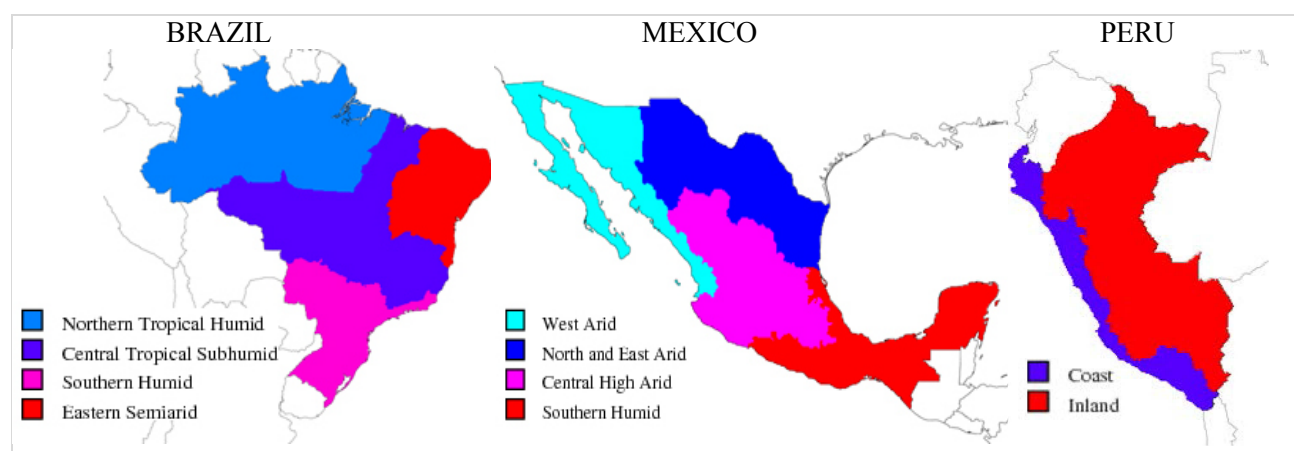 BRAZIL
MEXICO
PERU
Northern Tropical Humid
Central Tropical Subhumid
Southern Humid
Eastern Semiarid
West Arid
North and East Arid
Central High Arid
Southern Humid
Coast
Inland